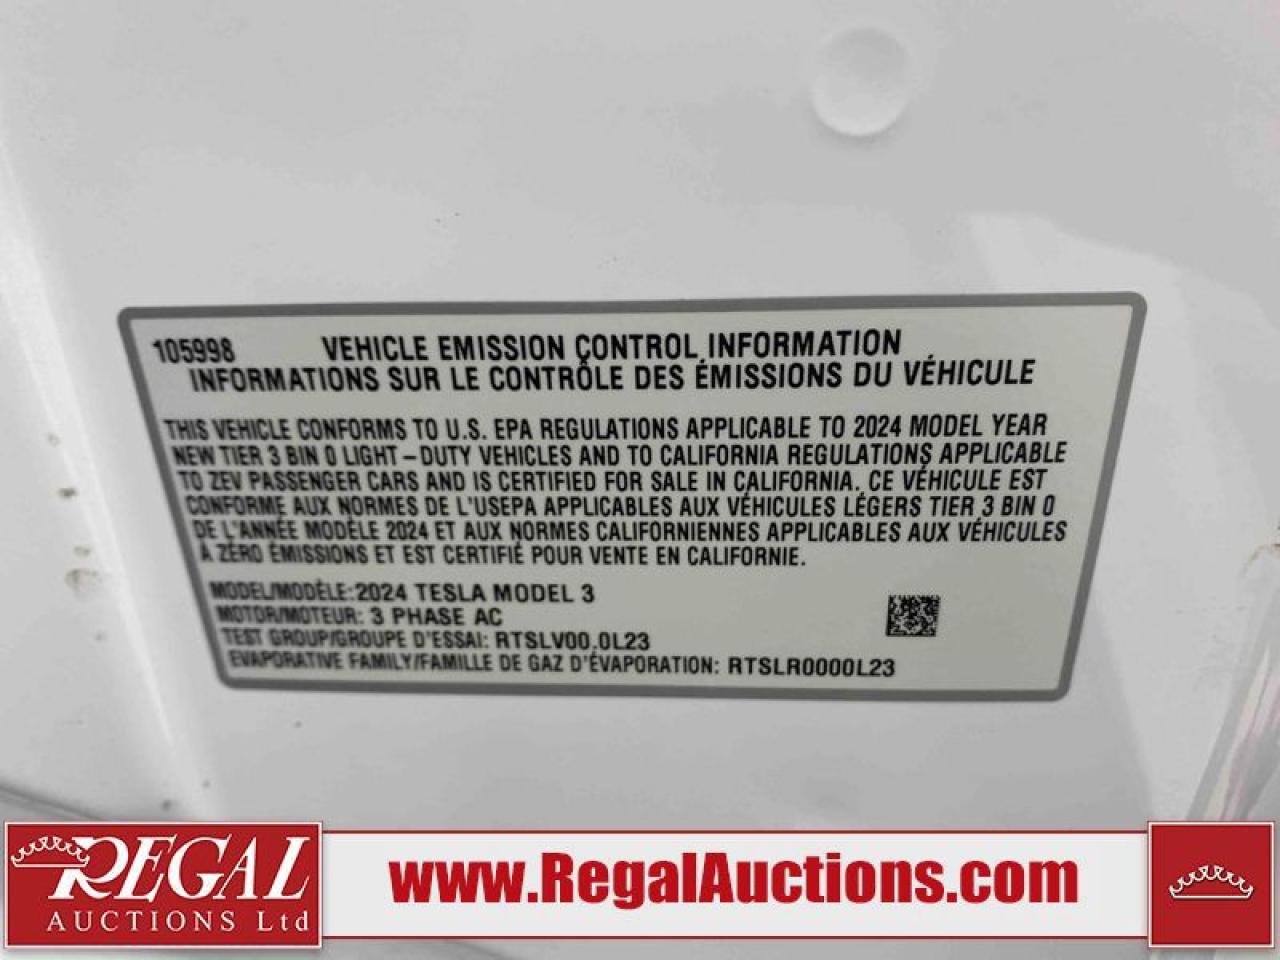 105998 VEHICLE EMISSION CONTROL INFORMATION
INFORMATIONS SUR LE CONTRÔLE DES ÉMISSIONS DU VÉHICULE
THIS VEHICLE CONFORMS TO U.S. EPA REGULATIONS APPLICABLE TO 2024 MODEL YEAR
NEW TIER 3 BIN 0 LIGHT-DUTY VEHICLES AND TO CALIFORNIA REGULATIONS APPLICABLE
TO ZEV PASSENGER CARS AND IS CERTIFIED FOR SALE IN CALIFORNIA. CE VÉHICULE EST
CONFORME AUX NORMES DE L'USEPA APPLICABLES AUX VÉHICULES LÉGERS TIER 3 BIN 0
DE L'ANNÉE MODÈLE 2024 ET AUX NORMES CALIFORNIENNES APPLICABLES AUX VÉHICULES
À ZÉRO ÉMISSIONS ET EST CERTIFIÉ POUR VENTE EN CALIFORNIE.
MODEL/MODÈLE:2024 TESLA MODEL 3
MOTOR/MOTEUR: 3 PHASE AC
TEST GROUP/GROUPE D'ESSAI: RTSLV00.0L23
EVAPORATIVE FAMILY/FAMILLE DE GAZ D'ÉVAPORATION: RTSLR0000L23
REGAL
AUCTIONS Ltd
www.RegalAuctions.com